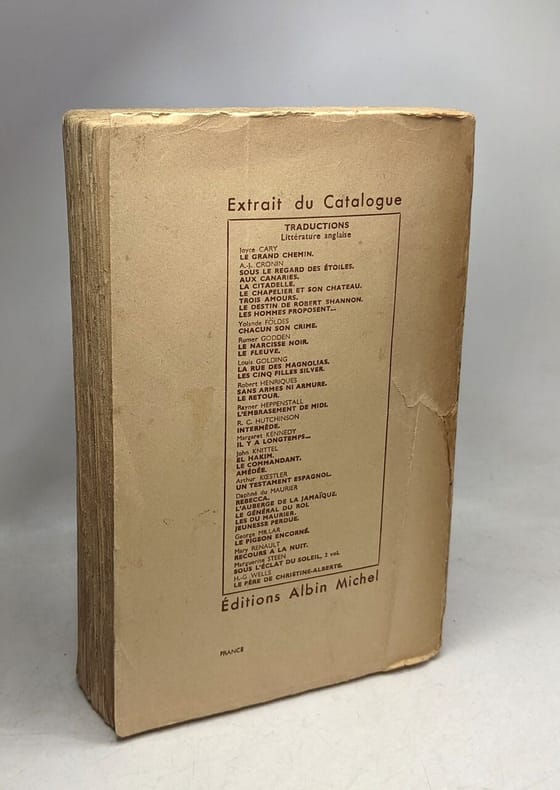 Extrait du Catalogue
TRADUCTIONS
Littérature anglaise
Joyce CARY
LE GRAND CHEMIN.
A.-J. CRONIN
SOUS LE REGARD DES ÉTOILES.
AUX CANARIES.
LA CITADELLE.
LE CHAPELIER ET SON CHATEAU.
TROIS AMOURS.
LE DESTIN DE ROBERT SHANNON.
LES HOMMES PROPOSENT...
Yolande FÖLDES
CHACUN SON CRIME.
Rumer GODDEN
LE NARCISSE NOIR.
LE FLEUVE.
Louis GOLDING
LA RUE DES MAGNOLIAS.
LES CINQ FILLES SILVER.
Robert HENRIQUES
SANS ARMES NI ARMURE.
LE RETOUR.
Rayner HEPPENSTALL
L'EMBRASEMENT DE MIDI.
R. C. HUTCHINSON
INTERMÈDE.
Margaret KENNEDY
IL Y A LONGTEMPS...
John KNITTEL
EL HAKIM.
LE COMMANDANT.
AMÉDÉE.
Arthur KŒSTLER
UN TESTAMENT ESPAGNOL.
Daphné du MAURIER
REBECCA.
L'AUBERGE DE LA JAMAÏQUE.
LE GÉNÉRAL DU ROI
LES DU MAURIER.
JEUNESSE PERDUE.
George MILLAR
LE PIGEON ENCORNÉ.
Mary RENAULT
RECOURS A LA NUIT.
Marguerite STEEN
SOUS L'ÉCLAT DU SOLEIL, 2 vol.
H.-G. WELLS
LE PÈRE DE CHRISTINE-ALBERTE.
Éditions Albin Michel
FRANCE